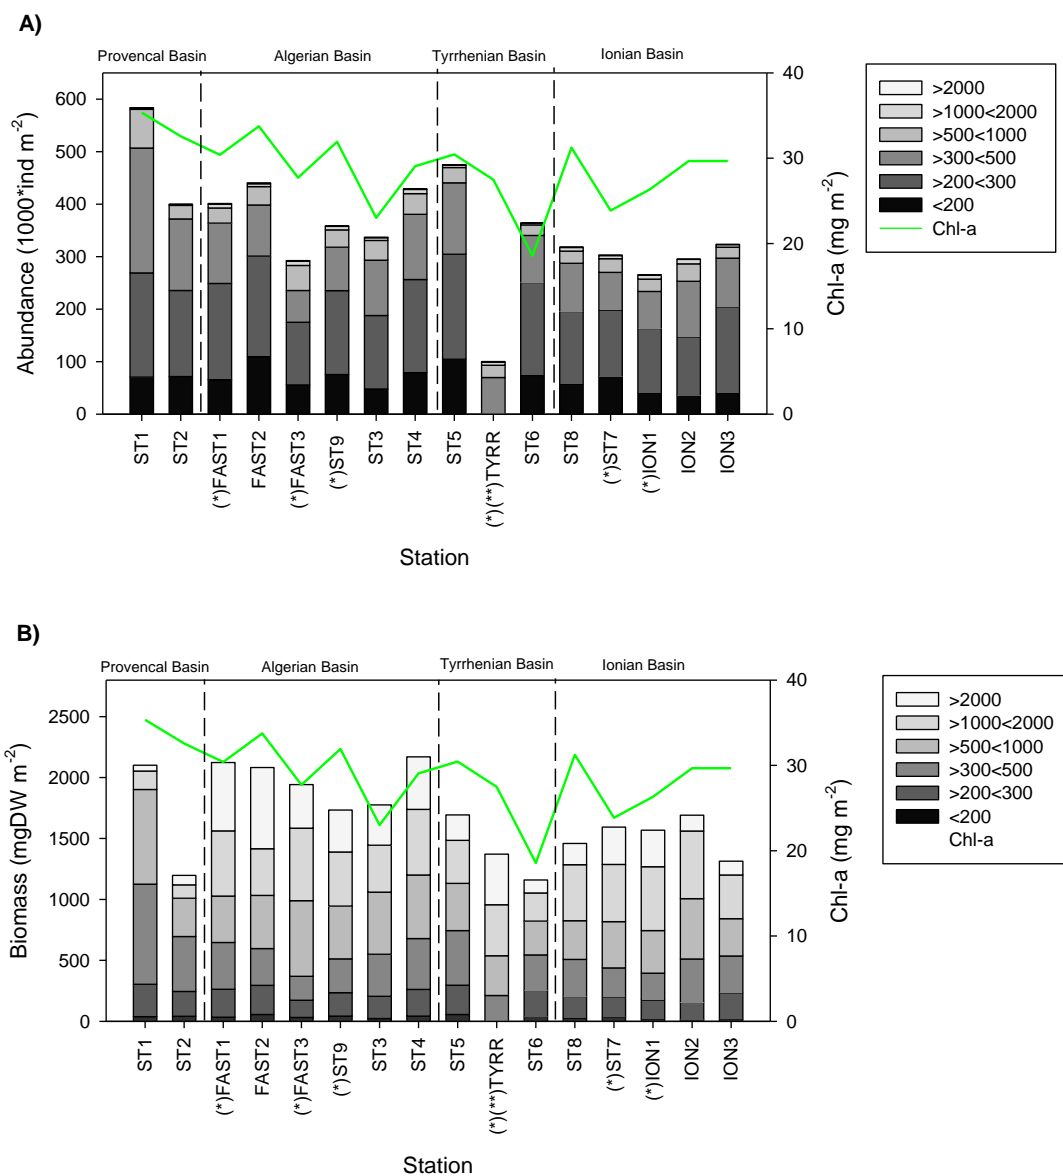 A)
Provencal Basin
Algerian Basin
Tyrrhenian Basin
Ionian Basin
600
500
400
300
200
100
0
Abundance (1000*ind m-2)
40
30
20
10
0
Chl-a (mg m-2)
>2000
>1000<2000
>500<1000
>300<500
>200<300
<200
Chl-a
ST1
ST2
(*)FAST1
FAST2
(*)FAST3
(*)ST9
ST3
ST4
ST5
(*)(**)TYRR
ST6
ST8
(*)ST7
(*)ION1
ION2
ION3
Station
B)
Provencal Basin
Algerian Basin
Tyrrhenian Basin
Ionian Basin
2500
2000
1500
1000
500
0
Biomass (mgDW m-2)
40
30
20
10
0
Chl-a (mg m-2)
>2000
>1000<2000
>500<1000
>300<500
>200<300
<200
Chl-a
ST1
ST2
(*)FAST1
FAST2
(*)FAST3
(*)ST9
ST3
ST4
ST5
(*)(**)TYRR
ST6
ST8
(*)ST7
(*)ION1
ION2
ION3
Station